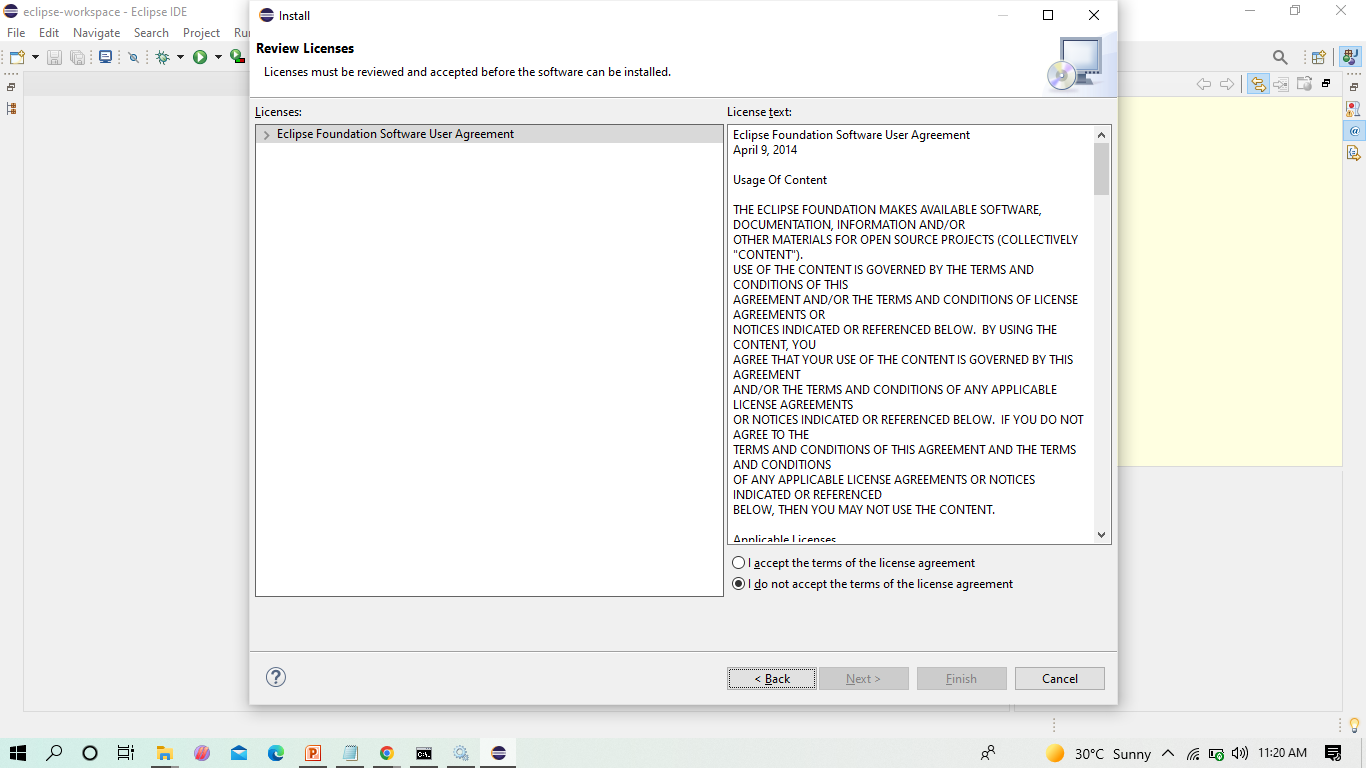 eclipse-workspace - Eclipse IDE
File Edit Navigate Search Project Ru
Install
Review Licenses
Licenses must be reviewed and accepted before the software can be installed.
Licenses:
Eclipse Foundation Software User Agreement
License text:
Eclipse Foundation Software User Agreement
April 9, 2014
Usage Of Content
THE ECLIPSE FOUNDATION MAKES AVAILABLE SOFTWARE,
DOCUMENTATION, INFORMATION AND/OR
OTHER MATERIALS FOR OPEN SOURCE PROJECTS (COLLECTIVELY
"CONTENT").
USE OF THE CONTENT IS GOVERNED BY THE TERMS AND
CONDITIONS OF THIS
AGREEMENT AND/OR THE TERMS AND CONDITIONS OF LICENSE
AGREEMENTS OR
NOTICES INDICATED OR REFERENCED BELOW.  BY USING THE
CONTENT, YOU
AGREE THAT YOUR USE OF THE CONTENT IS GOVERNED BY THIS
AGREEMENT
AND/OR THE TERMS AND CONDITIONS OF ANY APPLICABLE
LICENSE AGREEMENTS
OR NOTICES INDICATED OR REFERENCED BELOW.  IF YOU DO NOT
AGREE TO THE
TERMS AND CONDITIONS OF THIS AGREEMENT AND THE TERMS
AND CONDITIONS
OF ANY APPLICABLE LICENSE AGREEMENTS OR NOTICES
INDICATED OR REFERENCED
BELOW, THEN YOU MAY NOT USE THE CONTENT.
Applicable Licenses
I accept the terms of the license agreement
I do not accept the terms of the license agreement
< Back
Next >
Finish
Cancel
30°C Sunny
11:20 AM